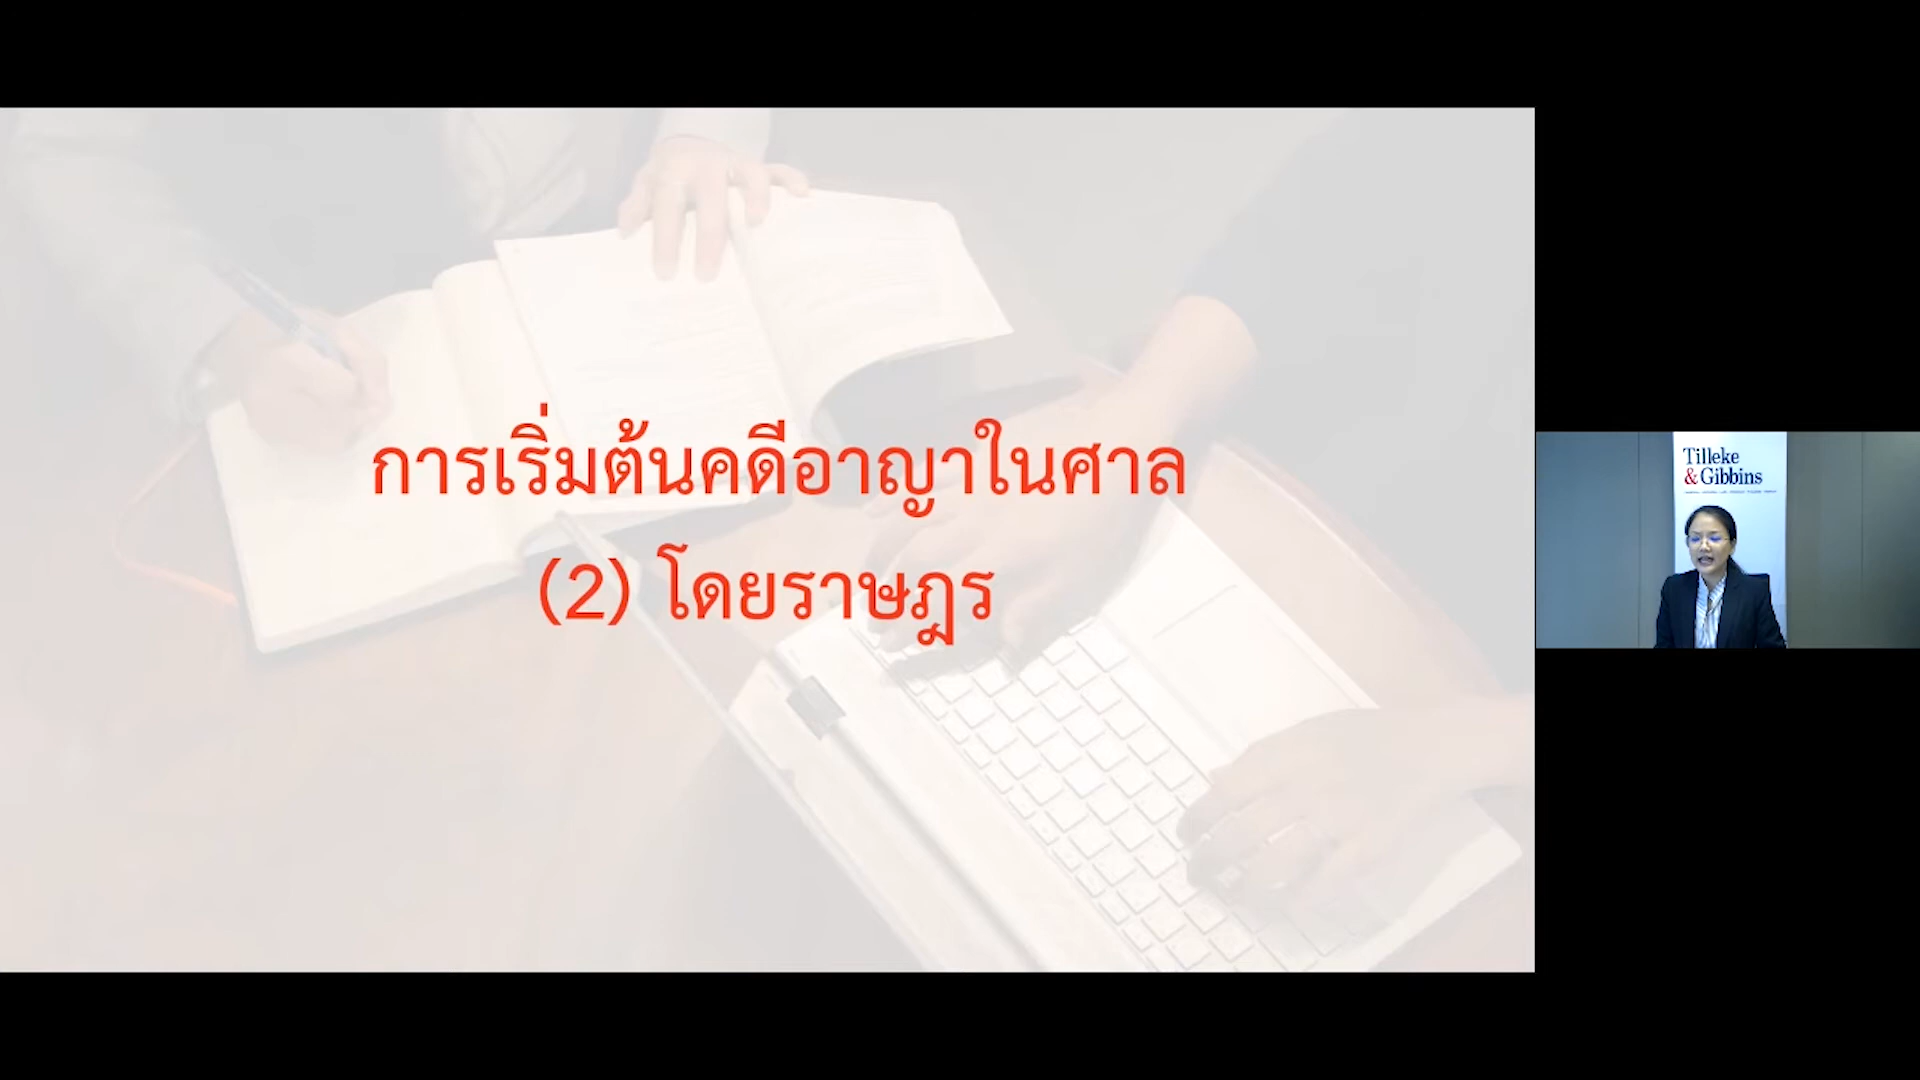 การเริ่มต้นคดีอาญาในศาล
(2) โดยราษฎร
Tilleke
& Gibbins